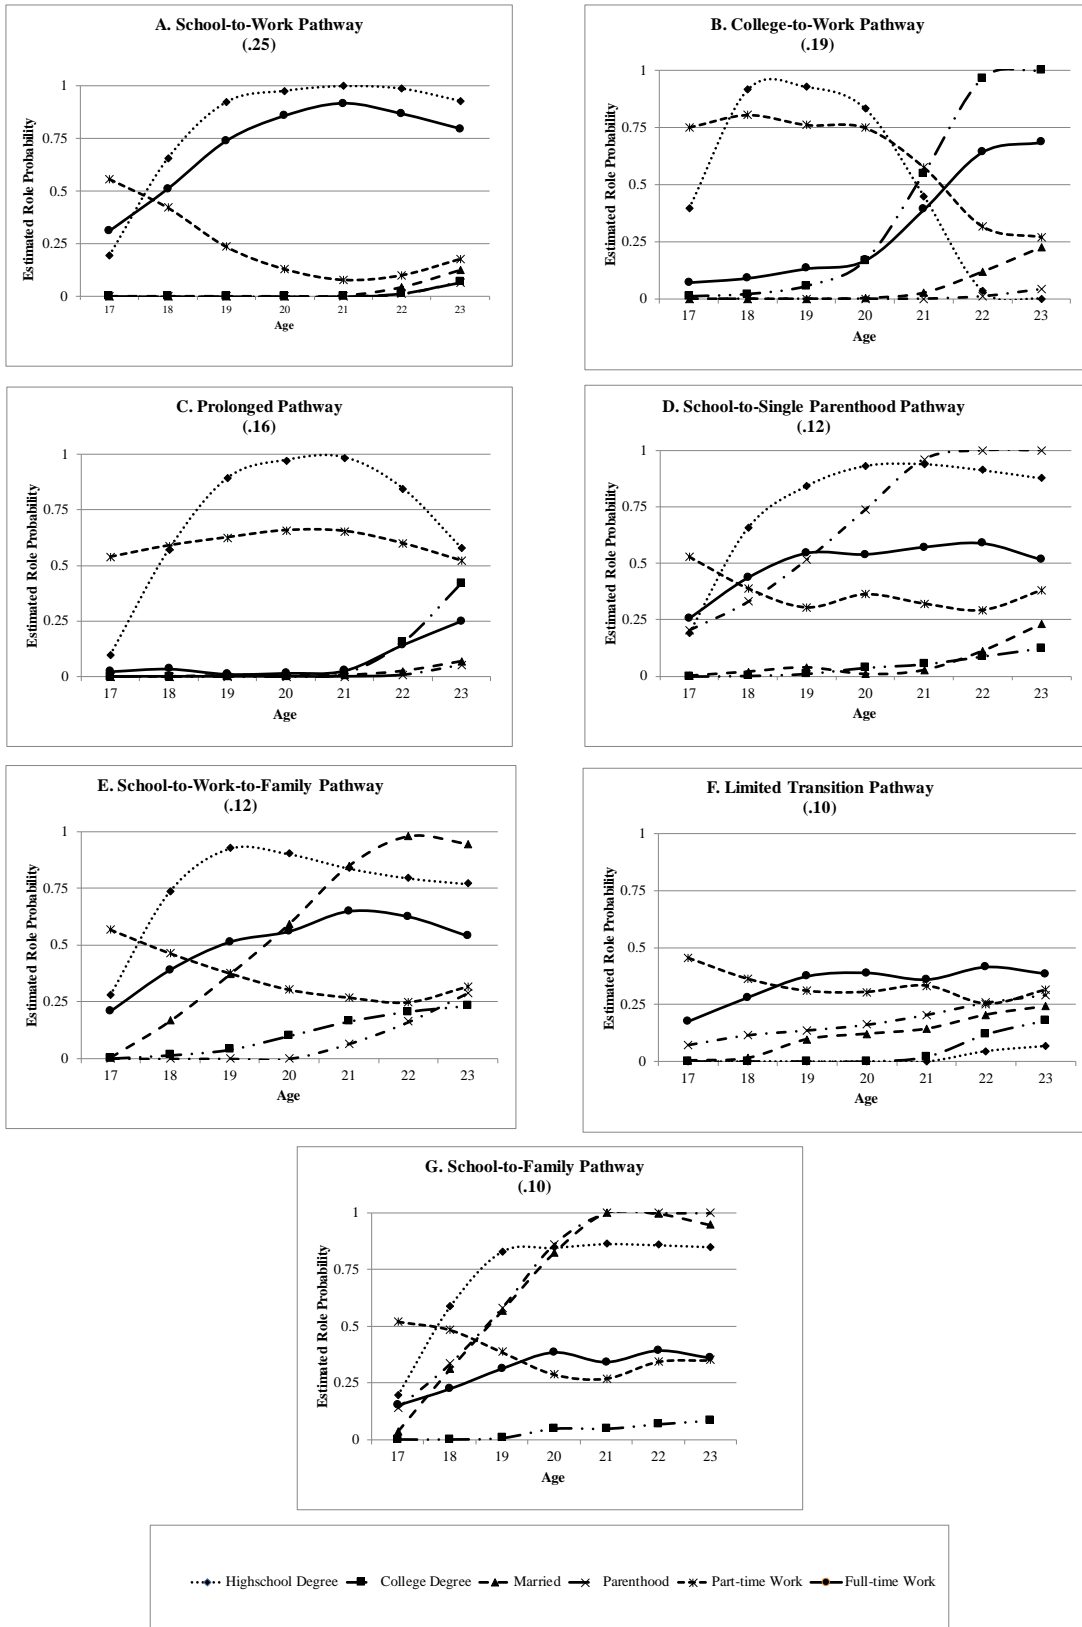 A. School-to-Work Pathway
(.25)
Estimated Role Probability
1
0.75
0.5
0.25
0
17 18 19 20 21 22 23
Age
B. College-to-Work Pathway
(.19)
Estimated Role Probability
1
0.75
0.5
0.25
0
17 18 19 20 21 22 23
Age
C. Prolonged Pathway
(.16)
Estimated Role Probability
1
0.75
0.5
0.25
0
17 18 19 20 21 22 23
Age
D. School-to-Single Parenthood Pathway
(.12)
Estimated Role Probability
1
0.75
0.5
0.25
0
17 18 19 20 21 22 23
Age
E. School-to-Work-to-Family Pathway
(.12)
Estimated Role Probability
1
0.75
0.5
0.25
0
17 18 19 20 21 22 23
Age
F. Limited Transition Pathway
(.10)
Estimated Role Probability
1
0.75
0.5
0.25
0
17 18 19 20 21 22 23
Age
G. School-to-Family Pathway
(.10)
Estimated Role Probability
1
0.75
0.5
0.25
0
17 18 19 20 21 22 23
Age
Highschool Degree College Degree Married Parenthood Part-time Work Full-time Work